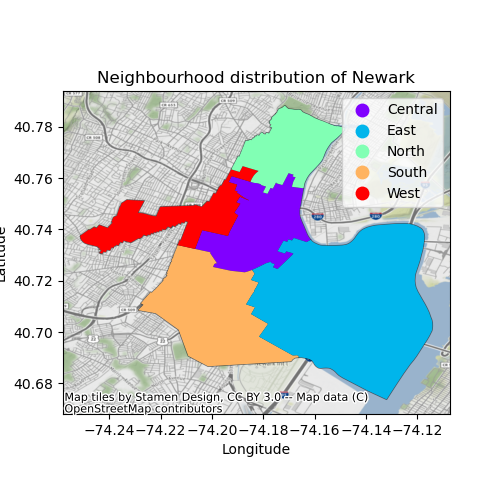 Neighbourhood distribution of Newark
Central
East
North
South
West
40.78
40.76
40.74
40.72
40.70
40.68
Latitude
Map tiles by Stamen Design, CC BY 3.0 -- Map data (C)
OpenStreetMap contributors
−74.24 −74.22 −74.20 −74.18 −74.16 −74.14 −74.12
Longitude